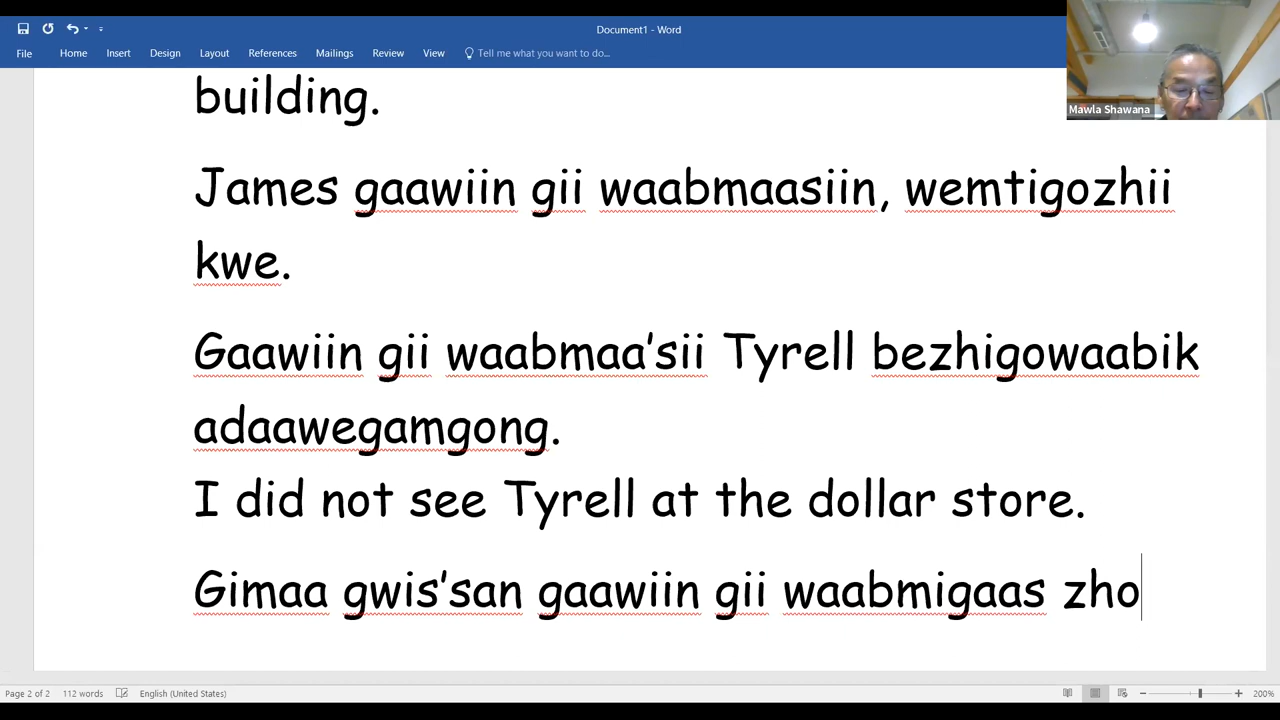 Document1 - Word
File Home Insert Design Layout References Mailings Review View Tell me what you want to do...
Mawla Shawana
building.
James gaawiin gii waabmaasiin, wemtigozhii
kwe.
Gaawiin gii waabmaa'sii Tyrell bezhigowaabik
adaawegamgong.
I did not see Tyrell at the dollar store.
Gimaa gwis'san gaawiin gii waabmigaas zho
Page 2 of 2 112 words English (United States) 200%